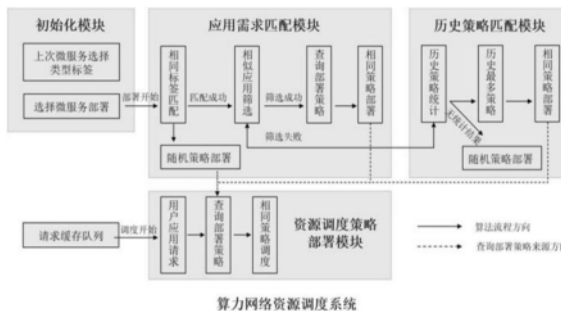 初始化模块
上次微服务选择
类型标签
选择微服务部署
部署开始
应用需求匹配模块
相同标签匹配
匹配成功
相似应用筛选
筛选成功
查询部署策略
相同策略部署
随机策略部署
筛选失败
历史策略匹配模块
历史策略统计
历史最多策略
相同策略部署
无统计结果
随机策略部署
请求缓存队列
调度开始
用户应用请求
查询部署策略
相同策略调度
资源调度策略
部署模块
算法流程方向
查询部署策略来源方向
算力网络资源调度系统